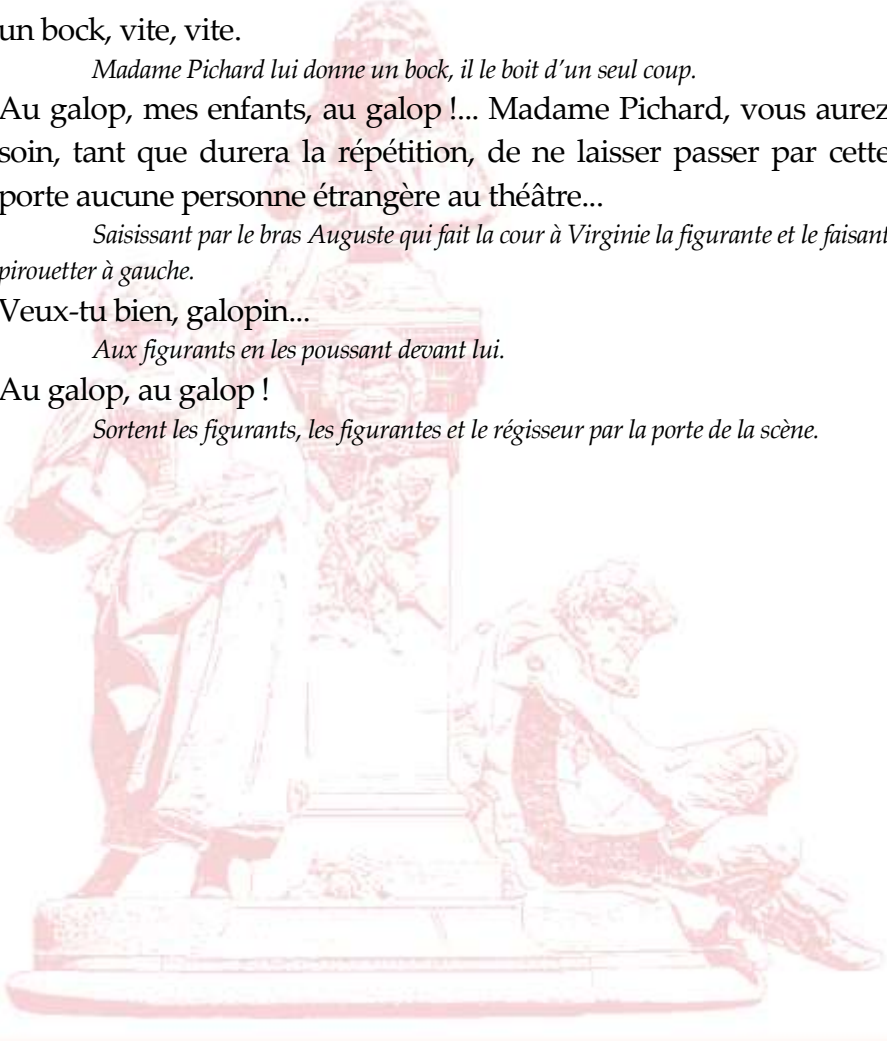 un bock, vite, vite.
Madame Pichard lui donne un bock, il le boit d’un seul coup.
Au galop, mes enfants, au galop !... Madame Pichard, vous aurez
soin, tant que durera la répétition, de ne laisser passer par cette
porte aucune personne étrangère au théâtre...
Saisissant par le bras Auguste qui fait la cour à Virginie la figurante et le faisant
pirouetter à gauche.
Veux-tu bien, galopin...
Aux figurants en les poussant devant lui.
Au galop, au galop !
Sortent les figurants, les figurantes et le régisseur par la porte de la scène.